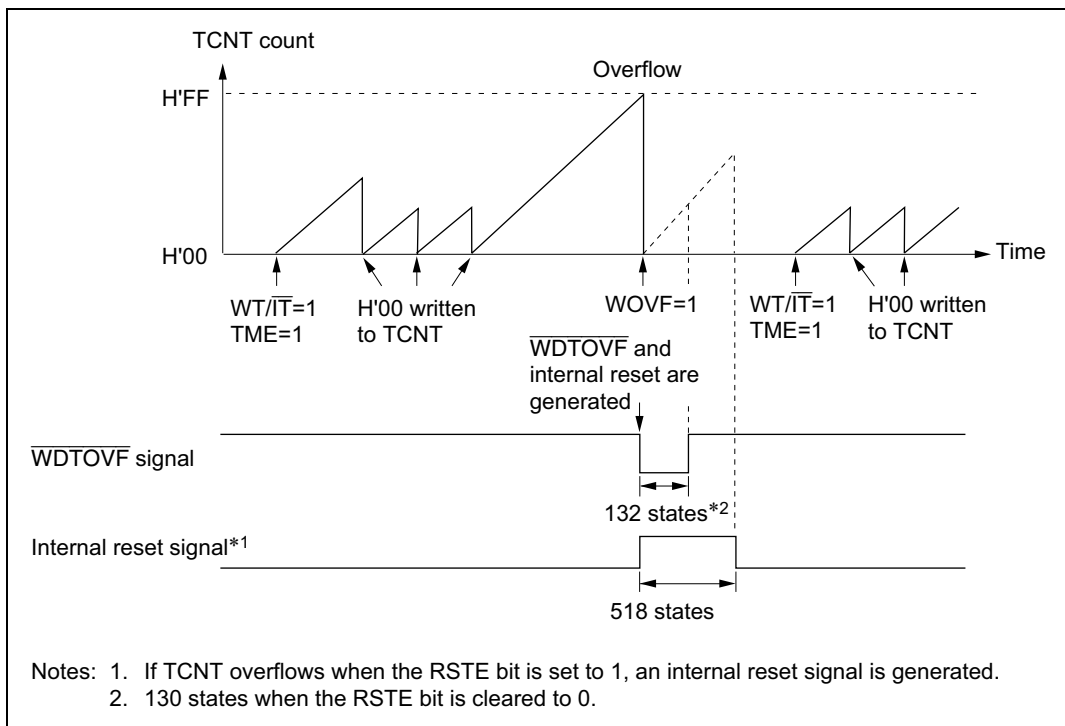 TCNT count
Overflow
H'FF
H'00
Time
WT/IT=1
TME=1
H'00 written
to TCNT
WOVF=1
WT/IT=1
TME=1
H'00 written
to TCNT
WDTOVF and
internal reset are
generated
WDTOVF signal
132 states*2
Internal reset signal*1
518 states
Notes: 1. If TCNT overflows when the RSTE bit is set to 1, an internal reset signal is generated.
2. 130 states when the RSTE bit is cleared to 0.